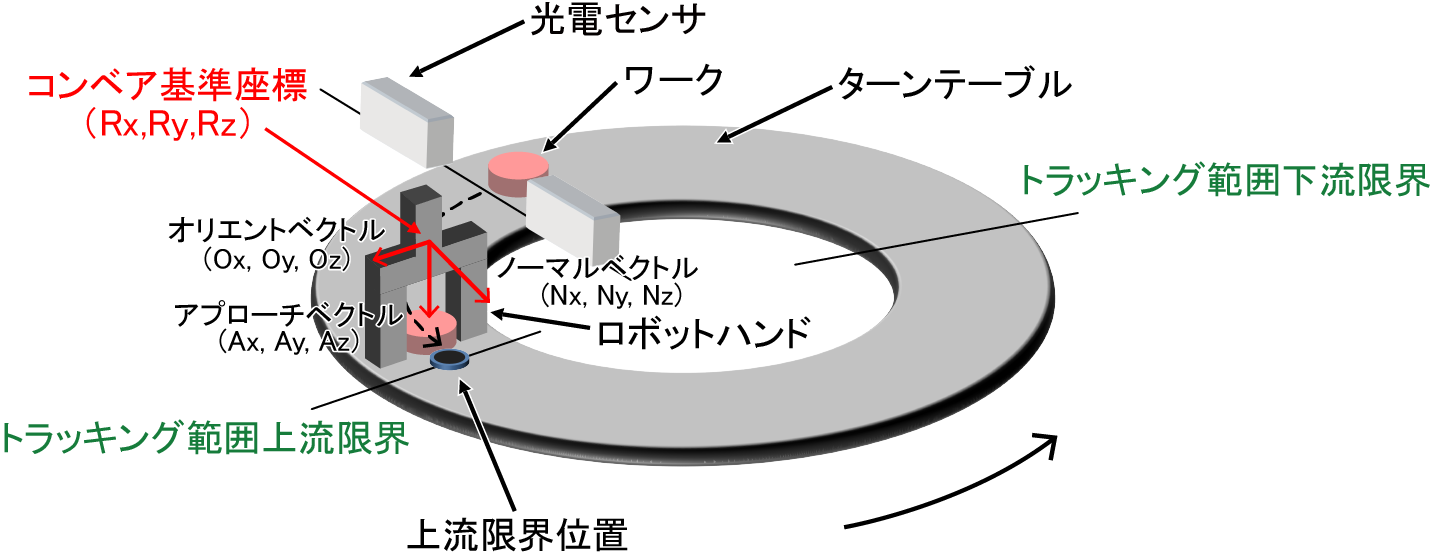 光電センサ
コンベア基準座標
（Rx,Ry,Rz）
ワーク
ターンテーブル
トラッキング範囲下流限界
オリエントベクトル
(Ox, Oy, Oz)
ノーマルベクトル
(Nx, Ny, Nz)
アプローチベクトル
(Ax, Ay, Az)
ロボットハンド
トラッキング範囲上流限界
上流限界位置